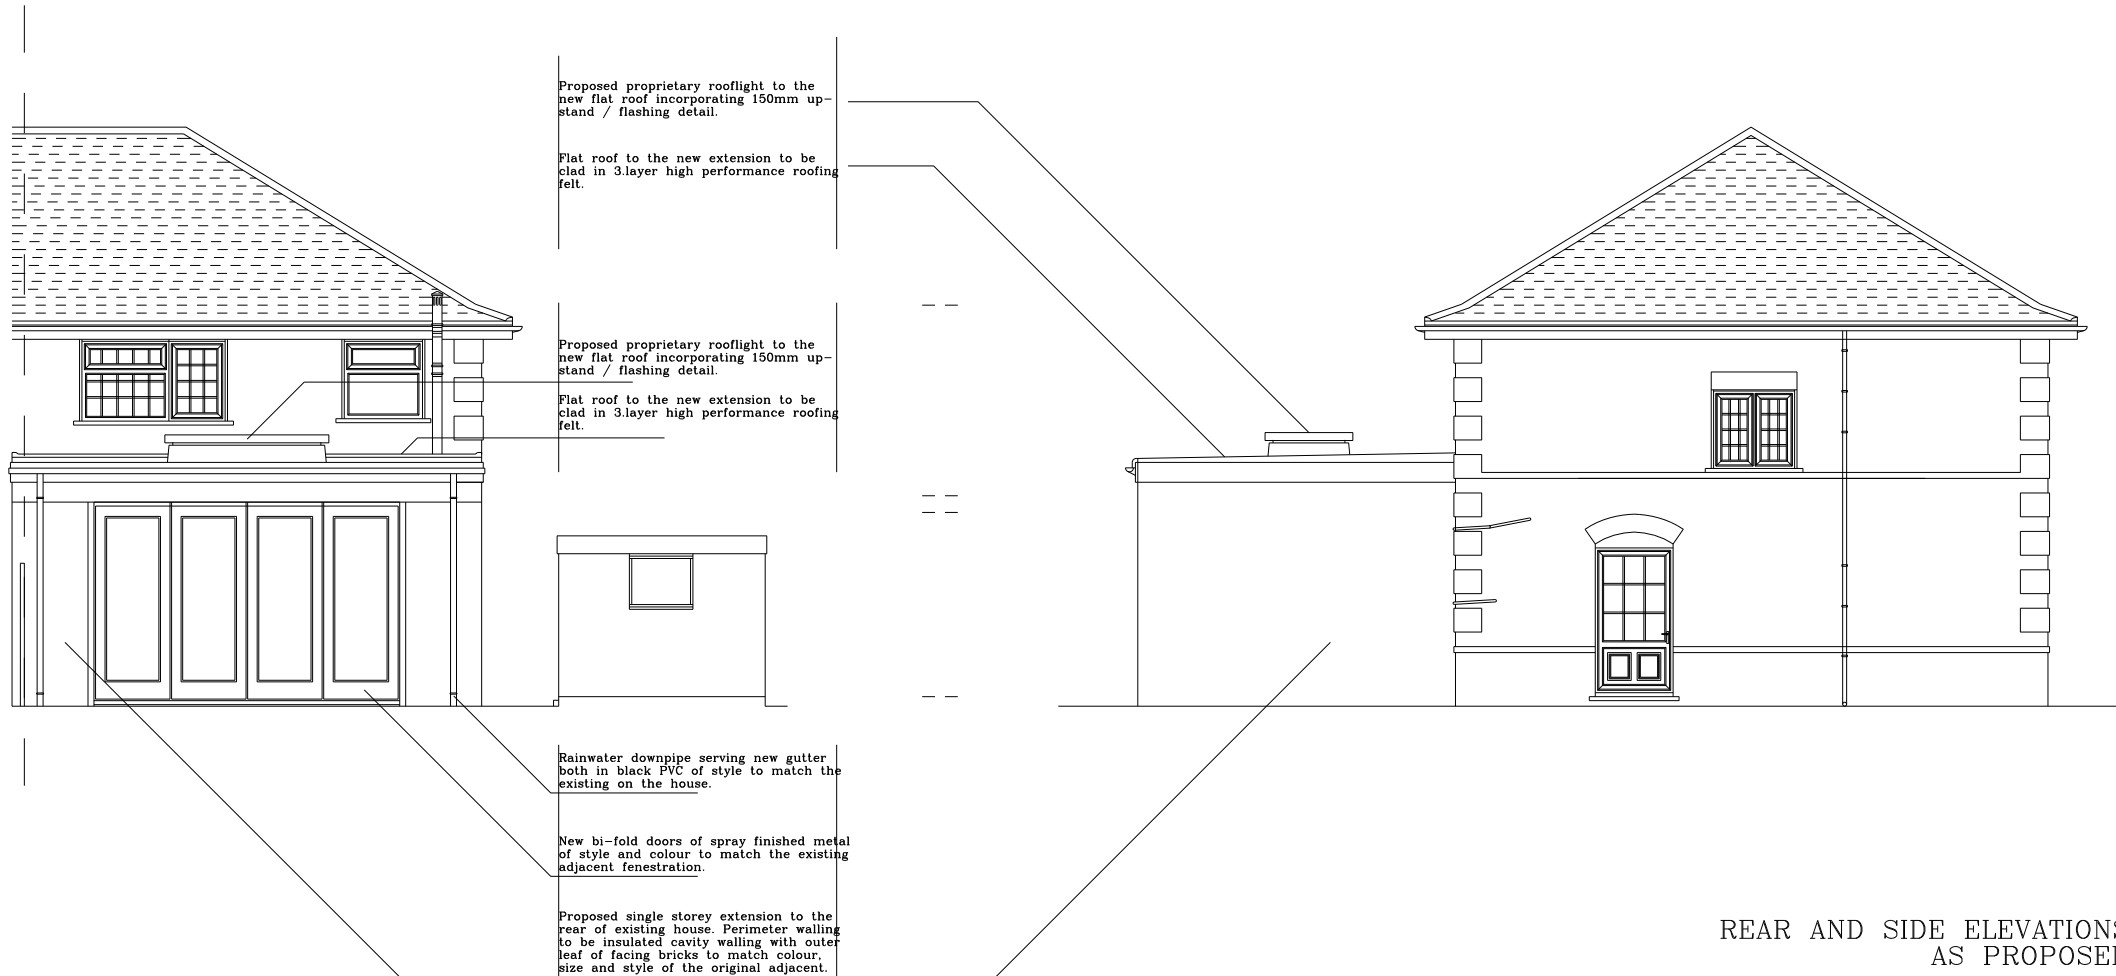 Proposed proprietary rooflight to the
new flat roof incorporating 150mm up-
stand / flashing detail.
Flat roof to the new extension to be
clad in 3.layer high performance roofing
felt.
Proposed proprietary rooflight to the
new flat roof incorporating 150mm up-
stand / flashing detail.
Flat roof to the new extension to be
clad in 3.layer high performance roofing
felt.
Rainwater downpipe serving new gutter
both in black PVC of style to match the
existing on the house.
New bi-fold doors of spray finished metal
of style and colour to match the existing
adjacent fenestration.
Proposed single storey extension to the
rear of existing house. Perimeter walling
to be insulated cavity walling with outer
leaf of facing bricks to match colour,
size and style of the original adjacent.
REAR AND SIDE ELEVATIONS
AS PROPOSED